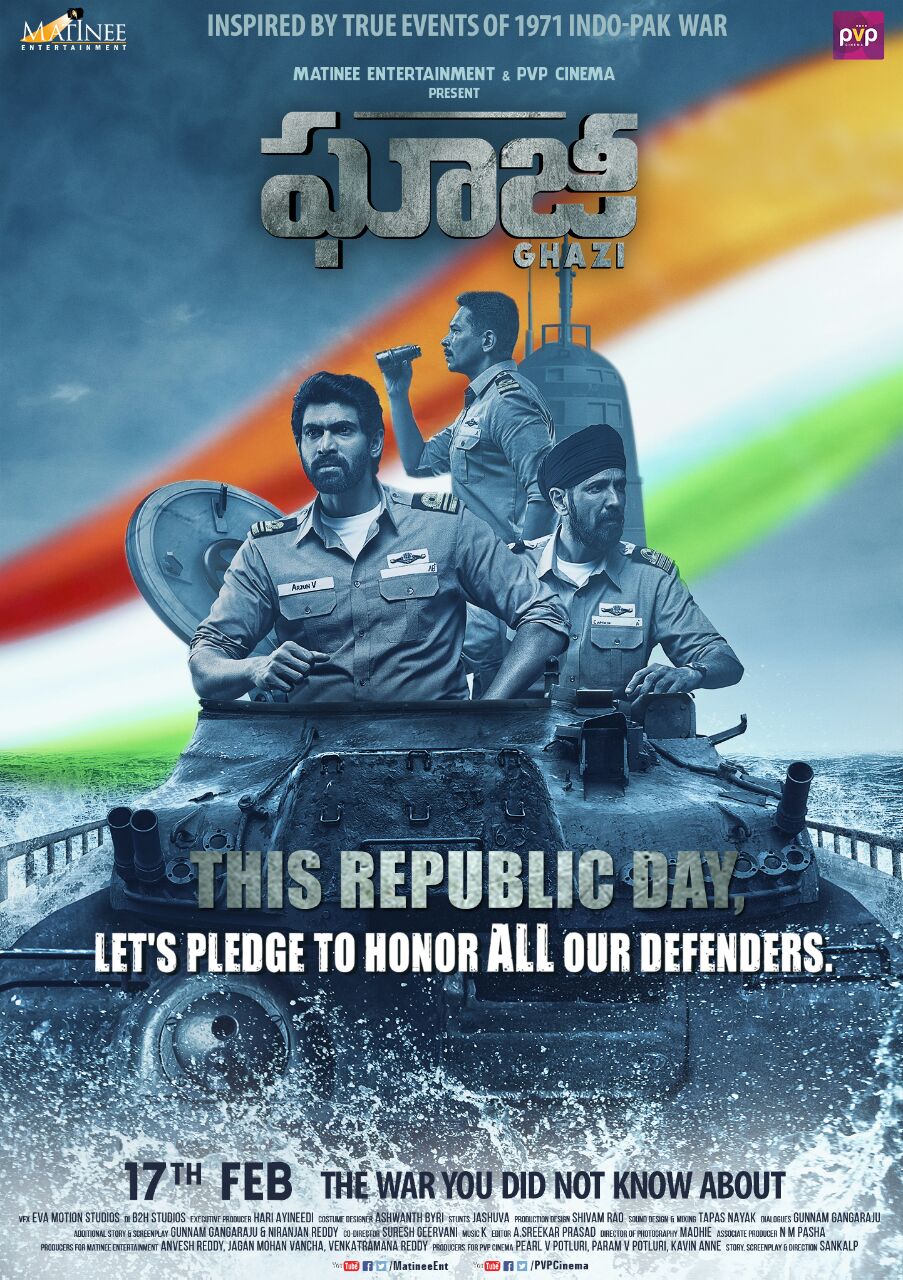 MATINEE
ENTERTAINMENT
INSPIRED BY TRUE EVENTS OF 1971 INDO-PAK WAR
PVP
CINEMA
MATINEE ENTERTAINMENT & PVP CINEMA
PRESENT
ఘాజీ
GHAZI
ARJUN V
THIS REPUBLIC DAY,
LET'S PLEDGE TO HONOR ALL OUR DEFENDERS.
17TH FEB THE WAR YOU DID NOT KNOW ABOUT
VFX EVA MOTION STUDIOS DI B2H STUDIOS EXECUTIVE PRODUCER HARI AYINEEDI COSTUME DESIGNER ASHWANTH BYRI STUNTS JASHUVA PRODUCTION DESIGN SHIVAM RAO SOUND DESIGN & MIXING TAPAS NAYAK DIALOGUES GUNNAM GANGARAJU
ADDITIONAL STORY & SCREENPLAY GUNNAM GANGARAJU & NIRANJAN REDDY CO-DIRECTOR SURESH GEERVANI MUSIC K EDITOR A.SREEKAR PRASAD DIRECTOR OF PHOTOGRAPHY MADHIE ASSOCIATE PRODUCER N M PASHA
PRODUCERS FOR MATINEE ENTERTAINMENT ANVESH REDDY, JAGAN MOHAN VANCHA, VENKATRAMANA REDDY PRODUCERS FOR PVP CINEMA PEARL V POTLURI, PARAM V POTLURI, KAVIN ANNE STORY, SCREENPLAY & DIRECTION SANKALP
You Tube /MatineeEnt You Tube /PVPCinema